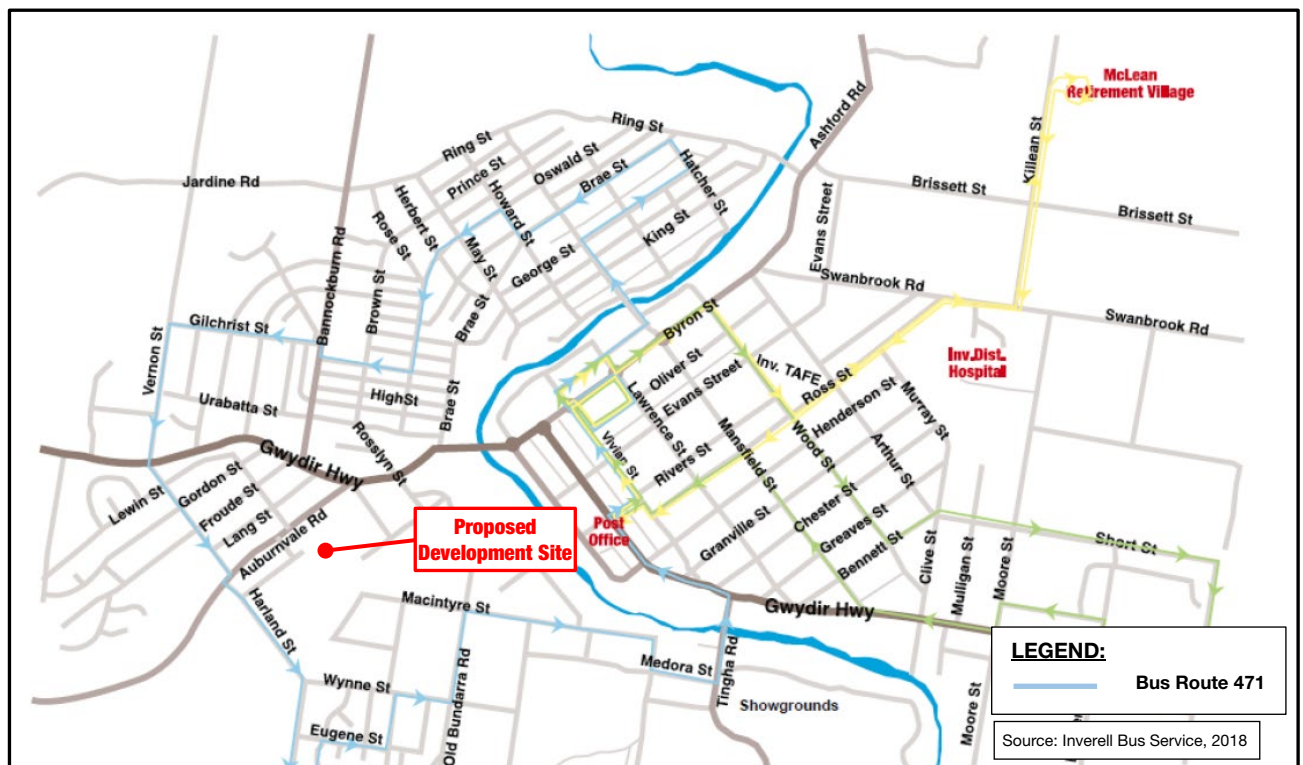 McLean
Retirement Village
Ashford Rd
Ring St
Killean St
Ring St
Prince St
Oswald St
Brae St
Hatcher St
Jardine Rd
Brissett St
Brissett St
Herbert St
Rose St
Howard St
King St
May St
George St
Evans Street
Bannockburn Rd
Brown St
Brae St
Swanbrook Rd
Swanbrook Rd
Gilchrist St
Byron St
Vernon St
Oliver St
Inv. TAFE
Inv.Dist.
Hospital
Evans Street
Ross St
Urabatta St
HighSt
Brae St
Lawrence St
Henderson St
Murray St
Mansfield St
Wood St
Arthur St
Rosslyn St
Vivian St
Rivers St
Gwydir Hwy
Lewin St
Gordon St
Froude St
Lang St
Auburnvale Rd
Proposed
Development Site
Post
Office
Granville St
Chester St
Greaves St
Bennett St
Clive St
Mulligan St
Moore St
Short St
Harland St
Macintyre St
Gwydir Hwy
Medora St
Tingha Rd
Wynne St
Old Bundarra Rd
Eugene St
Showgrounds
Moore St
LEGEND:
Bus Route 471
Source: Inverell Bus Service, 2018